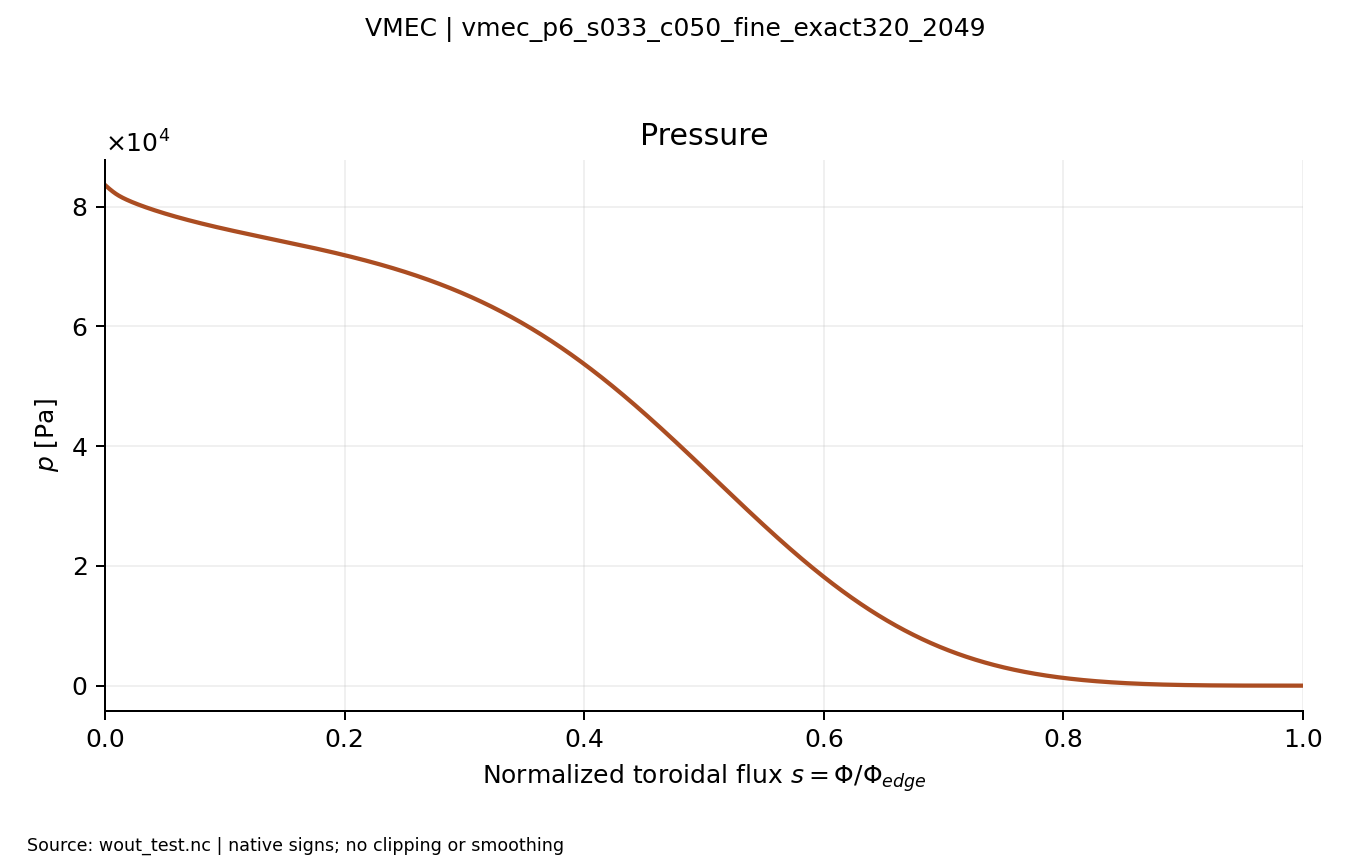 VMEC | vmec_p6_s033_c050_fine_exact320_2049
Pressure
×10⁴
8
6
4
2
0
p [Pa]
0.0 0.2 0.4 0.6 0.8 1.0
Normalized toroidal flux s = Φ/Φ_edge
Source: wout_test.nc | native signs; no clipping or smoothing